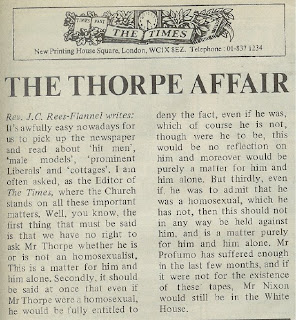 TIMES PAST
THE TIMES
New Printing House Square, London, WC1X 8EZ. Telephone: 01-837 1234
THE THORPE AFFAIR
Rev. J.C. Rees-Flannel writes:
It's awfully easy nowadays for
us to pick up the newspaper
and read about 'hit men',
'male models', 'prominent
Liberals' and 'cottages'. I am
often asked, as the Editor of
The Times, where the Church
stands on all these important
matters. Well, you know, the
first thing that must be said
is that we have no right to
ask Mr Thorpe whether he is
or is not an homosexualist,
This is a matter for him and
him alone. Secondly, it should
be said at once that even if
Mr Thorpe were a homosexual,
he would be fully entitled to
deny the fact, even if he was,
which of course he is not,
though were he to be, this
would be no reflection on
him and moreover would be
purely a matter for him and
him alone. But thirdly, even
if he was to admit that he
was a homosexual, which he
has not, then this should not
in any way be held against
him, and is a matter purely
for him and him alone. Mr
Profumo has suffered enough
in the last few months, and if
it were not for the existence
of these tapes, Mr Nixon
would still be in the White
House.